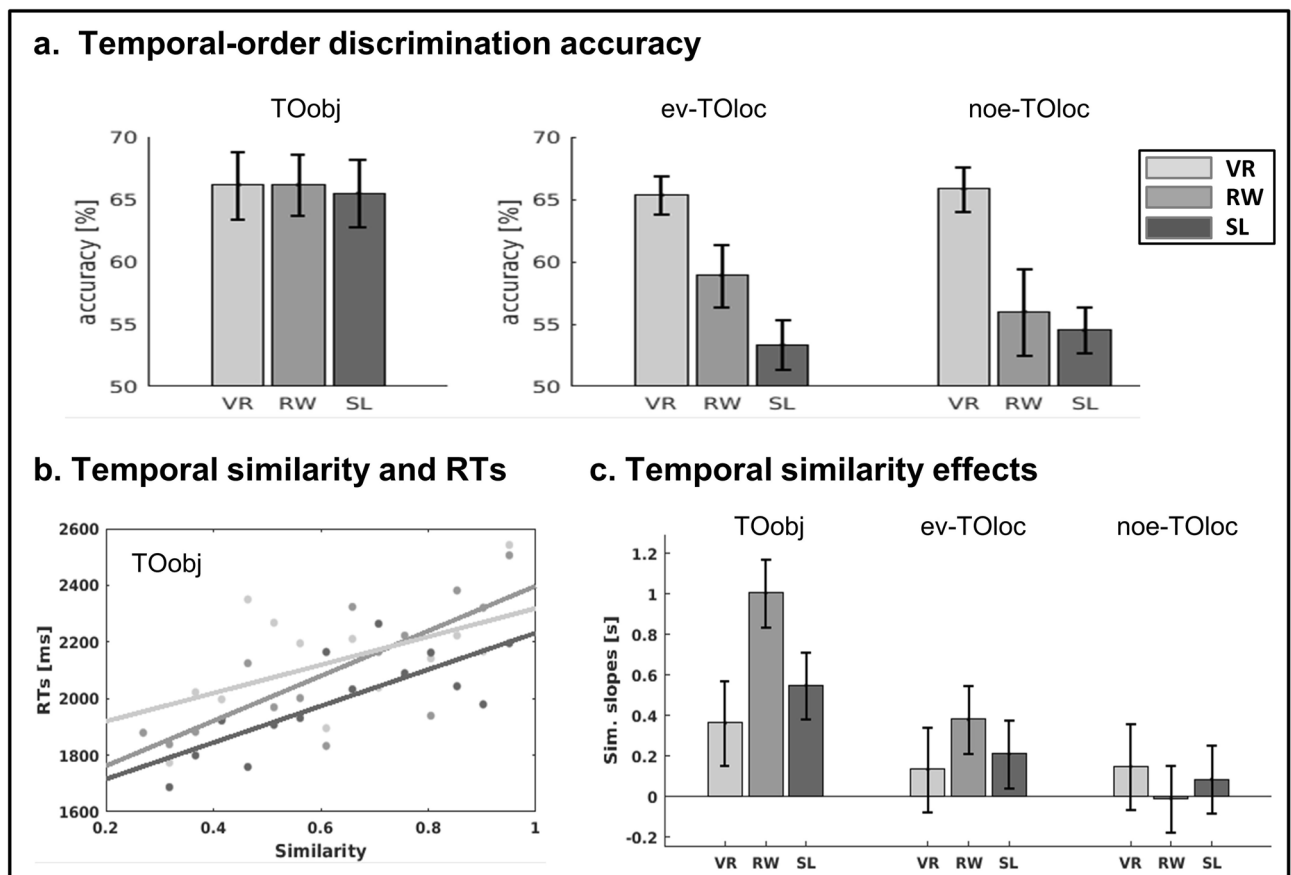 a. Temporal-order discrimination accuracy
TOobj
ev-TOloc
noe-TOloc
accuracy [%]
70
65
60
55
50
VR RW SL
accuracy [%]
70
65
60
55
50
VR RW SL
VR RW SL
VR
RW
SL
b. Temporal similarity and RTs
TOobj
RTs [ms]
2600
2400
2200
2000
1800
1600
0.2 0.4 0.6 0.8 1
Similarity
c. Temporal similarity effects
TOobj
ev-TOloc
noe-TOloc
Sim. slopes [s]
1.2
1
0.8
0.6
0.4
0.2
0
-0.2
VR RW SL
VR RW SL
VR RW SL